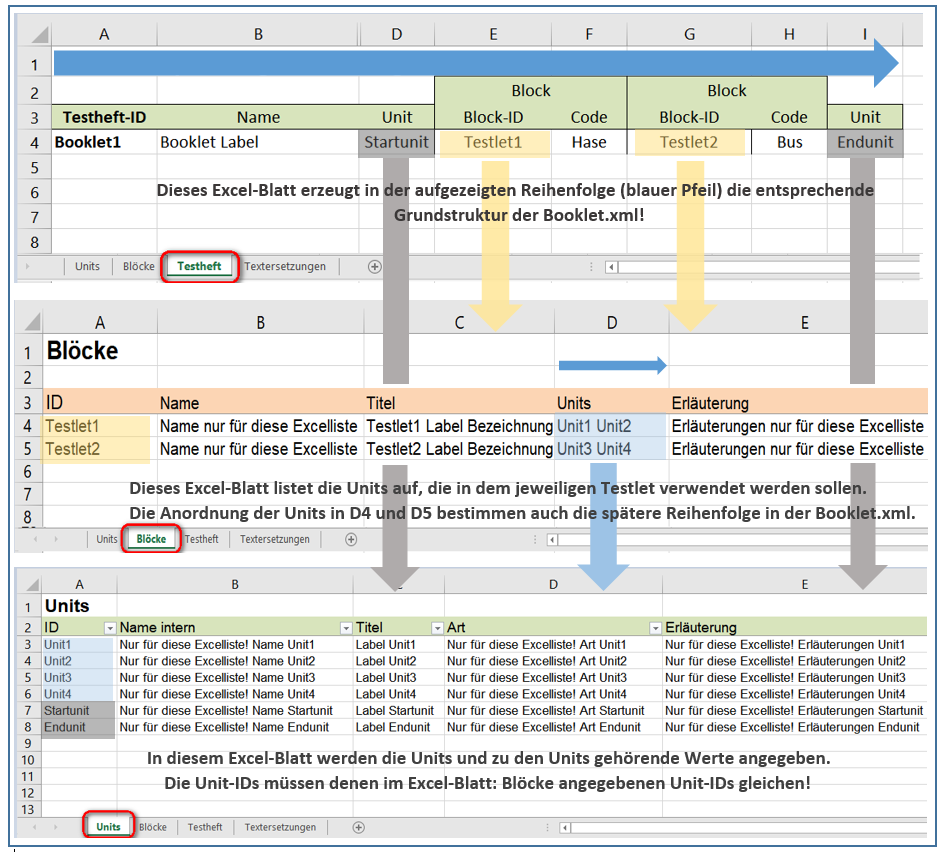 A B D E F G H I
1
2 Block Block
3 Testheft-ID Name Unit Block-ID Code Block-ID Code Unit
4 Booklet1 Booklet Label Startunit Testlet1 Hase Testlet2 Bus Endunit
5
6 Dieses Excel-Blatt erzeugt in der aufgezeigten Reihenfolge (blauer Pfeil) die entsprechende
7 Grundstruktur der Booklet.xml!
8
Units Blöcke Testheft Textersetzungen
A B C D E
1 Blöcke
2
3 ID Name Titel Units Erläuterung
4 Testlet1 Name nur für diese Excelliste Testlet1 Label Bezeichnung Unit1 Unit2 Erläuterungen nur für diese Excelliste
5 Testlet2 Name nur für diese Excelliste Testlet2 Label Bezeichnung Unit3 Unit4 Erläuterungen nur für diese Excelliste
6
7 Dieses Excel-Blatt listet die Units auf, die in dem jeweiligen Testlet verwendet werden sollen.
8 Die Anordnung der Units in D4 und D5 bestimmen auch die spätere Reihenfolge in der Booklet.xml.
Units Blöcke Testheft Textersetzungen
A B D E
1 Units
2 ID Name intern Titel Art Erläuterung
3 Unit1 Nur für diese Excelliste! Name Unit1 Label Unit1 Nur für diese Excelliste! Art Unit1 Nur für diese Excelliste! Erläuterungen Unit1
4 Unit2 Nur für diese Excelliste! Name Unit2 Label Unit2 Nur für diese Excelliste! Art Unit2 Nur für diese Excelliste! Erläuterungen Unit2
5 Unit3 Nur für diese Excelliste! Name Unit3 Label Unit3 Nur für diese Excelliste! Art Unit3 Nur für diese Excelliste! Erläuterungen Unit3
6 Unit4 Nur für diese Excelliste! Name Unit4 Label Unit4 Nur für diese Excelliste! Art Unit4 Nur für diese Excelliste! Erläuterungen Unit4
7 Startunit Nur für diese Excelliste! Name Startunit Label Startunit Nur für diese Excelliste! Art Startunit Nur für diese Excelliste! Erläuterungen Startunit
8 Endunit Nur für diese Excelliste! Name Endunit Label Endunit Nur für diese Excelliste! Art Endunit Nur für diese Excelliste! Erläuterungen Endunit
9
10 In diesem Excel-Blatt werden die Units und zu den Units gehörende Werte angegeben.
11 Die Unit-IDs müssen denen im Excel-Blatt: Blöcke angegebenen Unit-IDs gleichen!
12
13
Units Blöcke Testheft Textersetzungen